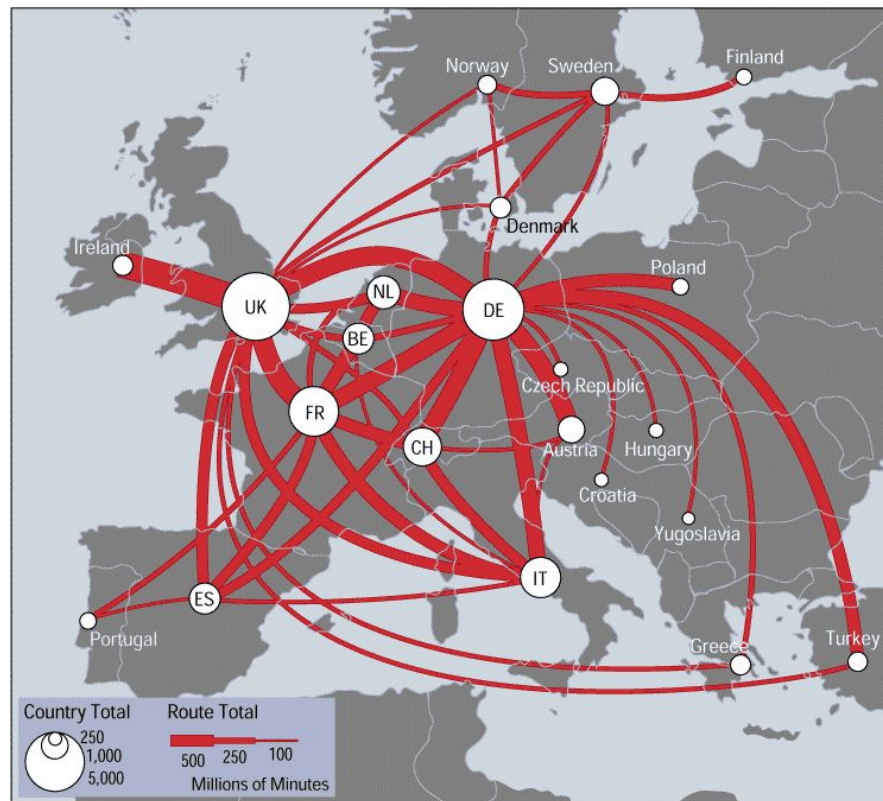 Finland
Norway
Sweden
Denmark
Ireland
Poland
NL
DE
UK
BE
Czech Republic
FR
CH
Austria
Hungary
Croatia
Yugoslavia
IT
ES
Portugal
Greece
Turkey
Country Total
250
1,000
5,000
Route Total
500 250 100
Millions of Minutes